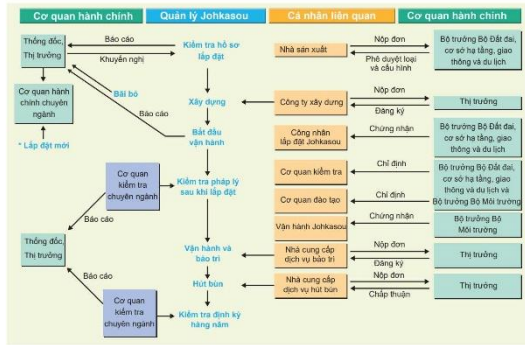 Cơ quan hành chính
Quản lý Johkasou
Cá nhân liên quan
Cơ quan hành chính
Thống đốc,
Thị trưởng
Báo cáo
Khuyến nghị
Kiểm tra hồ sơ
lắp đặt
Nhà sản xuất
Nộp đơn
Phê duyệt loại
và cấu hình
Bộ trưởng Bộ Đất đai,
cơ sở hạ tầng, giao
thông và du lịch
Cơ quan hành
chính chuyên
ngành
Bãi bỏ
Báo cáo
Xây dựng
Công ty xây dựng
Nộp đơn
Đăng ký
Thị trưởng
* Lắp đặt mới
Bắt đầu
vận hành
Công nhân
lắp đặt Johkasou
Chứng nhận
Bộ trưởng Bộ Đất đai,
cơ sở hạ tầng, giao
thông và du lịch
Cơ quan
kiểm tra
chuyên ngành
Kiểm tra pháp lý
sau khi lắp đặt
Cơ quan kiểm tra
Chỉ định
Bộ trưởng Bộ Đất đai,
cơ sở hạ tầng, giao
thông và du lịch và
Bộ trưởng Bộ Môi trường
Cơ quan đào tạo
Chỉ định
Báo cáo
Vận hành Johkasou
Chứng nhận
Bộ trưởng Bộ
Môi trường
Thống đốc,
Thị trưởng
Vận hành và
bảo trì
Nhà cung cấp
dịch vụ bảo trì
Nộp đơn
Đăng ký
Thị trưởng
Báo cáo
Hút bùn
Nhà cung cấp
dịch vụ hút bùn
Nộp đơn
Chấp thuận
Thị trưởng
Cơ quan
kiểm tra
chuyên ngành
Kiểm tra định kỳ
hàng năm